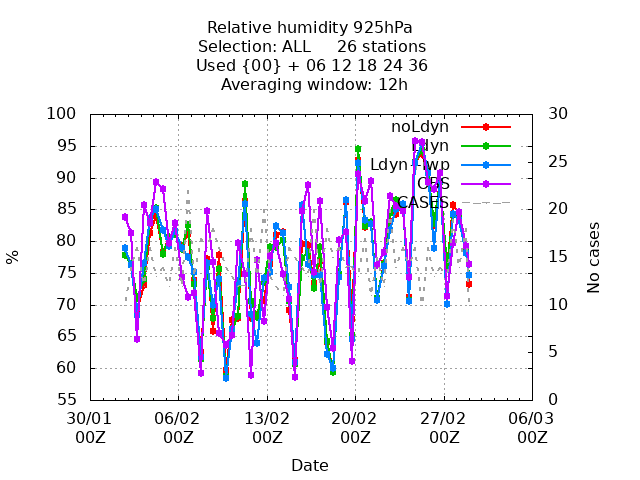 Relative humidity 925hPa
Selection: ALL 26 stations
Used {00} + 06 12 18 24 36
Averaging window: 12h
100 30
noLdyn
95 Ldyn
25
90 Ldyn+lwp
OBS
85 CASES 20
80
75 15
70 10
65
60 5
55 0
%
No cases
30/01 06/02 13/02 20/02 27/02 06/03
00Z 00Z 00Z 00Z 00Z 00Z
Date